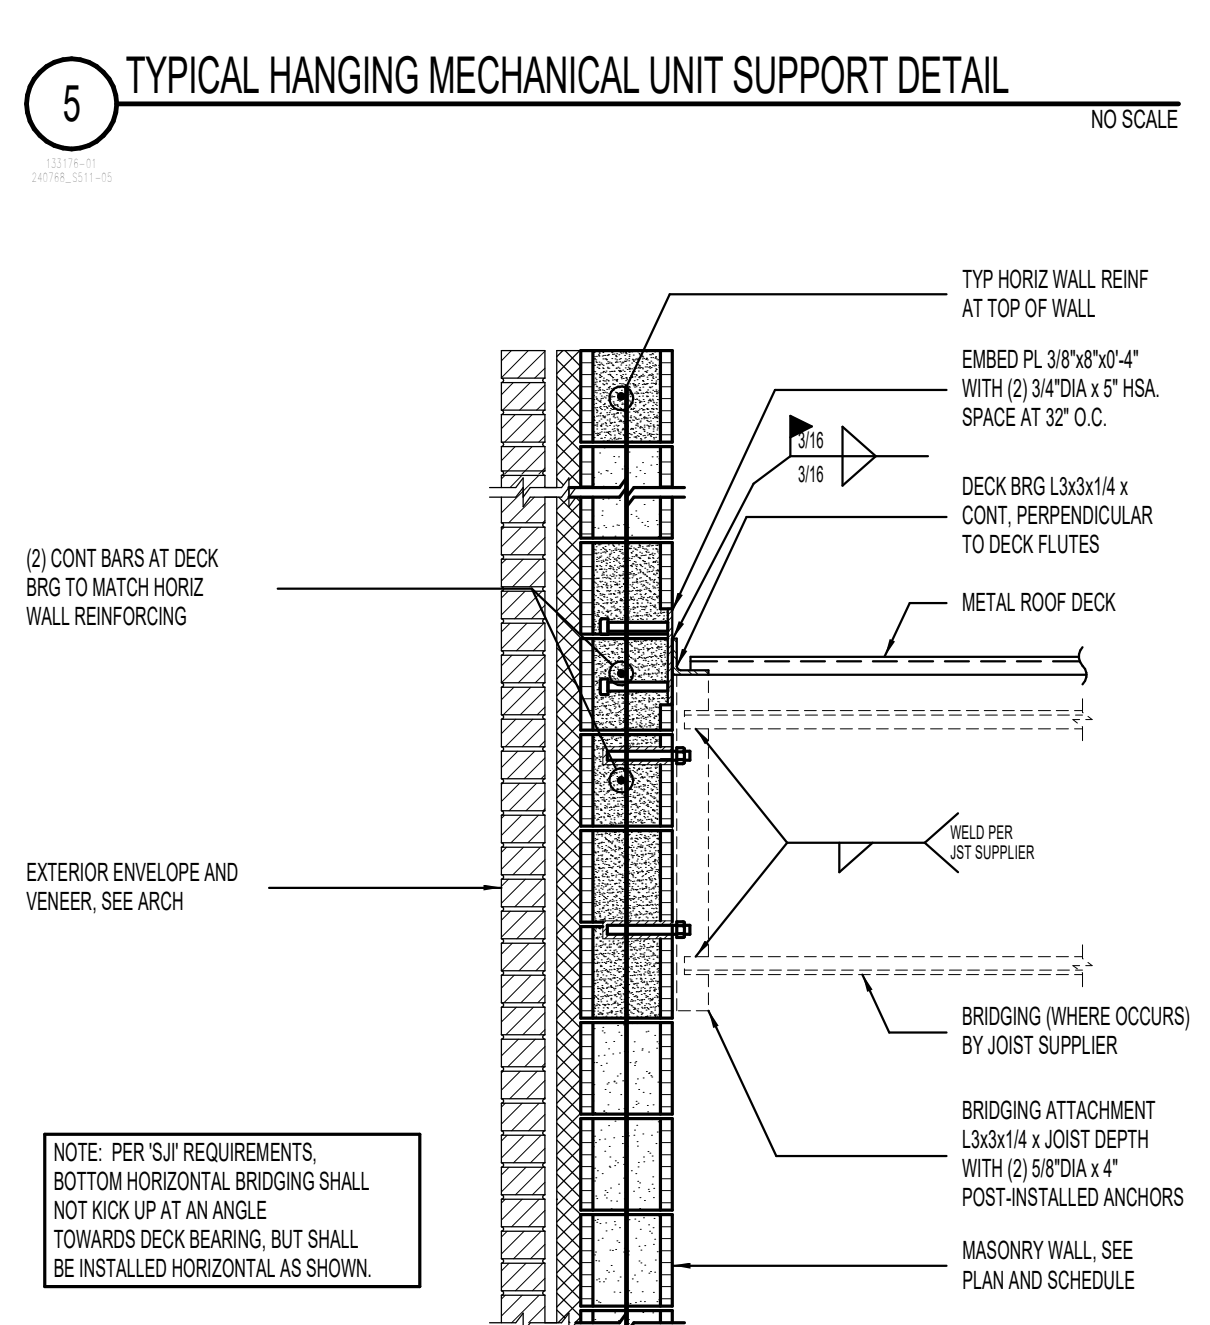 5
TYPICAL HANGING MECHANICAL UNIT SUPPORT DETAIL
NO SCALE
133176-01
240768_S511-05
TYP HORIZ WALL REINF
AT TOP OF WALL
EMBED PL 3/8"x8"x0'-4"
WITH (2) 3/4"DIA x 5" HSA.
SPACE AT 32" O.C.
3/16
3/16
DECK BRG L3x3x1/4 x
CONT, PERPENDICULAR
TO DECK FLUTES
(2) CONT BARS AT DECK
BRG TO MATCH HORIZ
WALL REINFORCING
METAL ROOF DECK
WELD PER
JST SUPPLIER
EXTERIOR ENVELOPE AND
VENEER, SEE ARCH
BRIDGING (WHERE OCCURS)
BY JOIST SUPPLIER
BRIDGING ATTACHMENT
L3x3x1/4 x JOIST DEPTH
WITH (2) 5/8"DIA x 4"
POST-INSTALLED ANCHORS
NOTE: PER 'SJI' REQUIREMENTS,
BOTTOM HORIZONTAL BRIDGING SHALL
NOT KICK UP AT AN ANGLE
TOWARDS DECK BEARING, BUT SHALL
BE INSTALLED HORIZONTAL AS SHOWN.
MASONRY WALL, SEE
PLAN AND SCHEDULE